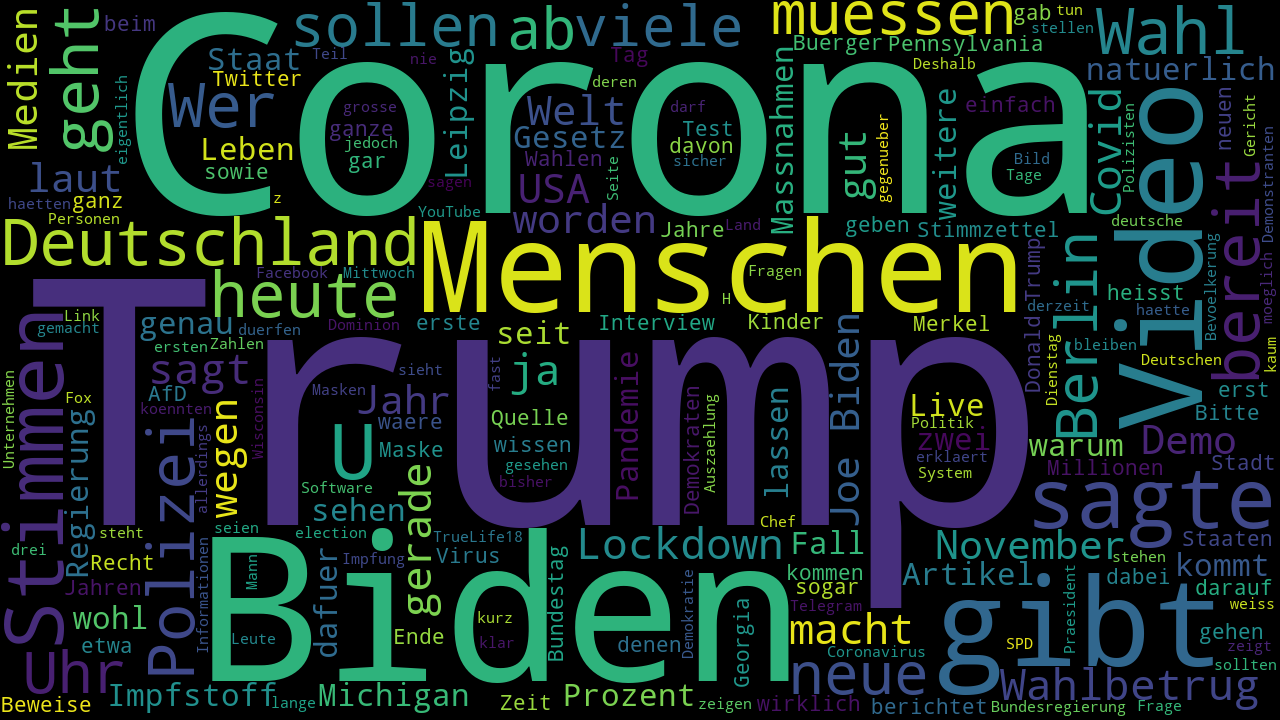 Corona
Trump
Biden
Menschen
Video
gibt
Deutschland
Stimmen
sagte
heute
geht
sollen
ab
viele
muessen
Wahl
natuerlich
Medien
beim
Staat
Teil
nie
Tag
Twitter
Wer
eigentlich
Leben
sowie
z
grosse
ganze
jedoch
gar
Leipzig
sagen
YouTube
Welt
Gesetz
Wahlen
USA
worden
deren
Seite
darf
Test
davon
sicher
Jahre
Land
Massnahmen
Buerger
Pennsylvania
gab
tun
stellen
Deshalb
einfach
gut
gegenueber
weitere
geben
Stimmzettel
Bild
Tage
Covid
Polizisten
neuen
Gericht
Demonstranten
deutsche
bereit
Bevoelkerung
moeglich
laut
haetten
ganz
Personen
Facebook
Mittwoch
Link
gemacht
genau
duerfen
Dominion
ersten
Zahlen
erste
seit
Interview
Kinder
Fragen
H
Merkel
Donald Trump
derzeit
heisst
haette
bleiben
Deutschen
kaum
Dienstag
Berlin
erst
Bitte
Unternehmen
Fox
AfD
sagt
koennten
Regierung
Polizei
allerdings
wegen
Wisconsin
Masken
sieht
Jahr
waere
U
Maske
fast
ja
Quelle
wissen
gesehen
bisher
Pandemie
Demokraten
Auszaehlung
lassen
Joe Biden
Live
Politik
zwei
erklaert
System
warum
Millionen
Demo
Stadt
Software
sehen
gerade
seien
election
TrueLife18
Virus
Impfung
Lockdown
Chef
Fall
November
Staaten
stehen
kommt
steht
drei
Recht
Jahren
wohl
etwa
Informationen
Mann
Leute
dafuer
Ende
kurz
klar
Bundestag
denen
Demokratie
Georgia
kommen
sogar
Telegram
macht
Coronavirus
Artikel
dabei
darauf
weiss
Praesident
SPD
gehen
zeigt
sollten
Uhr
Beweise
Impfstoff
lange
Michigan
Zeit
Prozent
zeigen
wirklich
neue
berichtet
Wahlbetrug
Bundesregierung
Frage